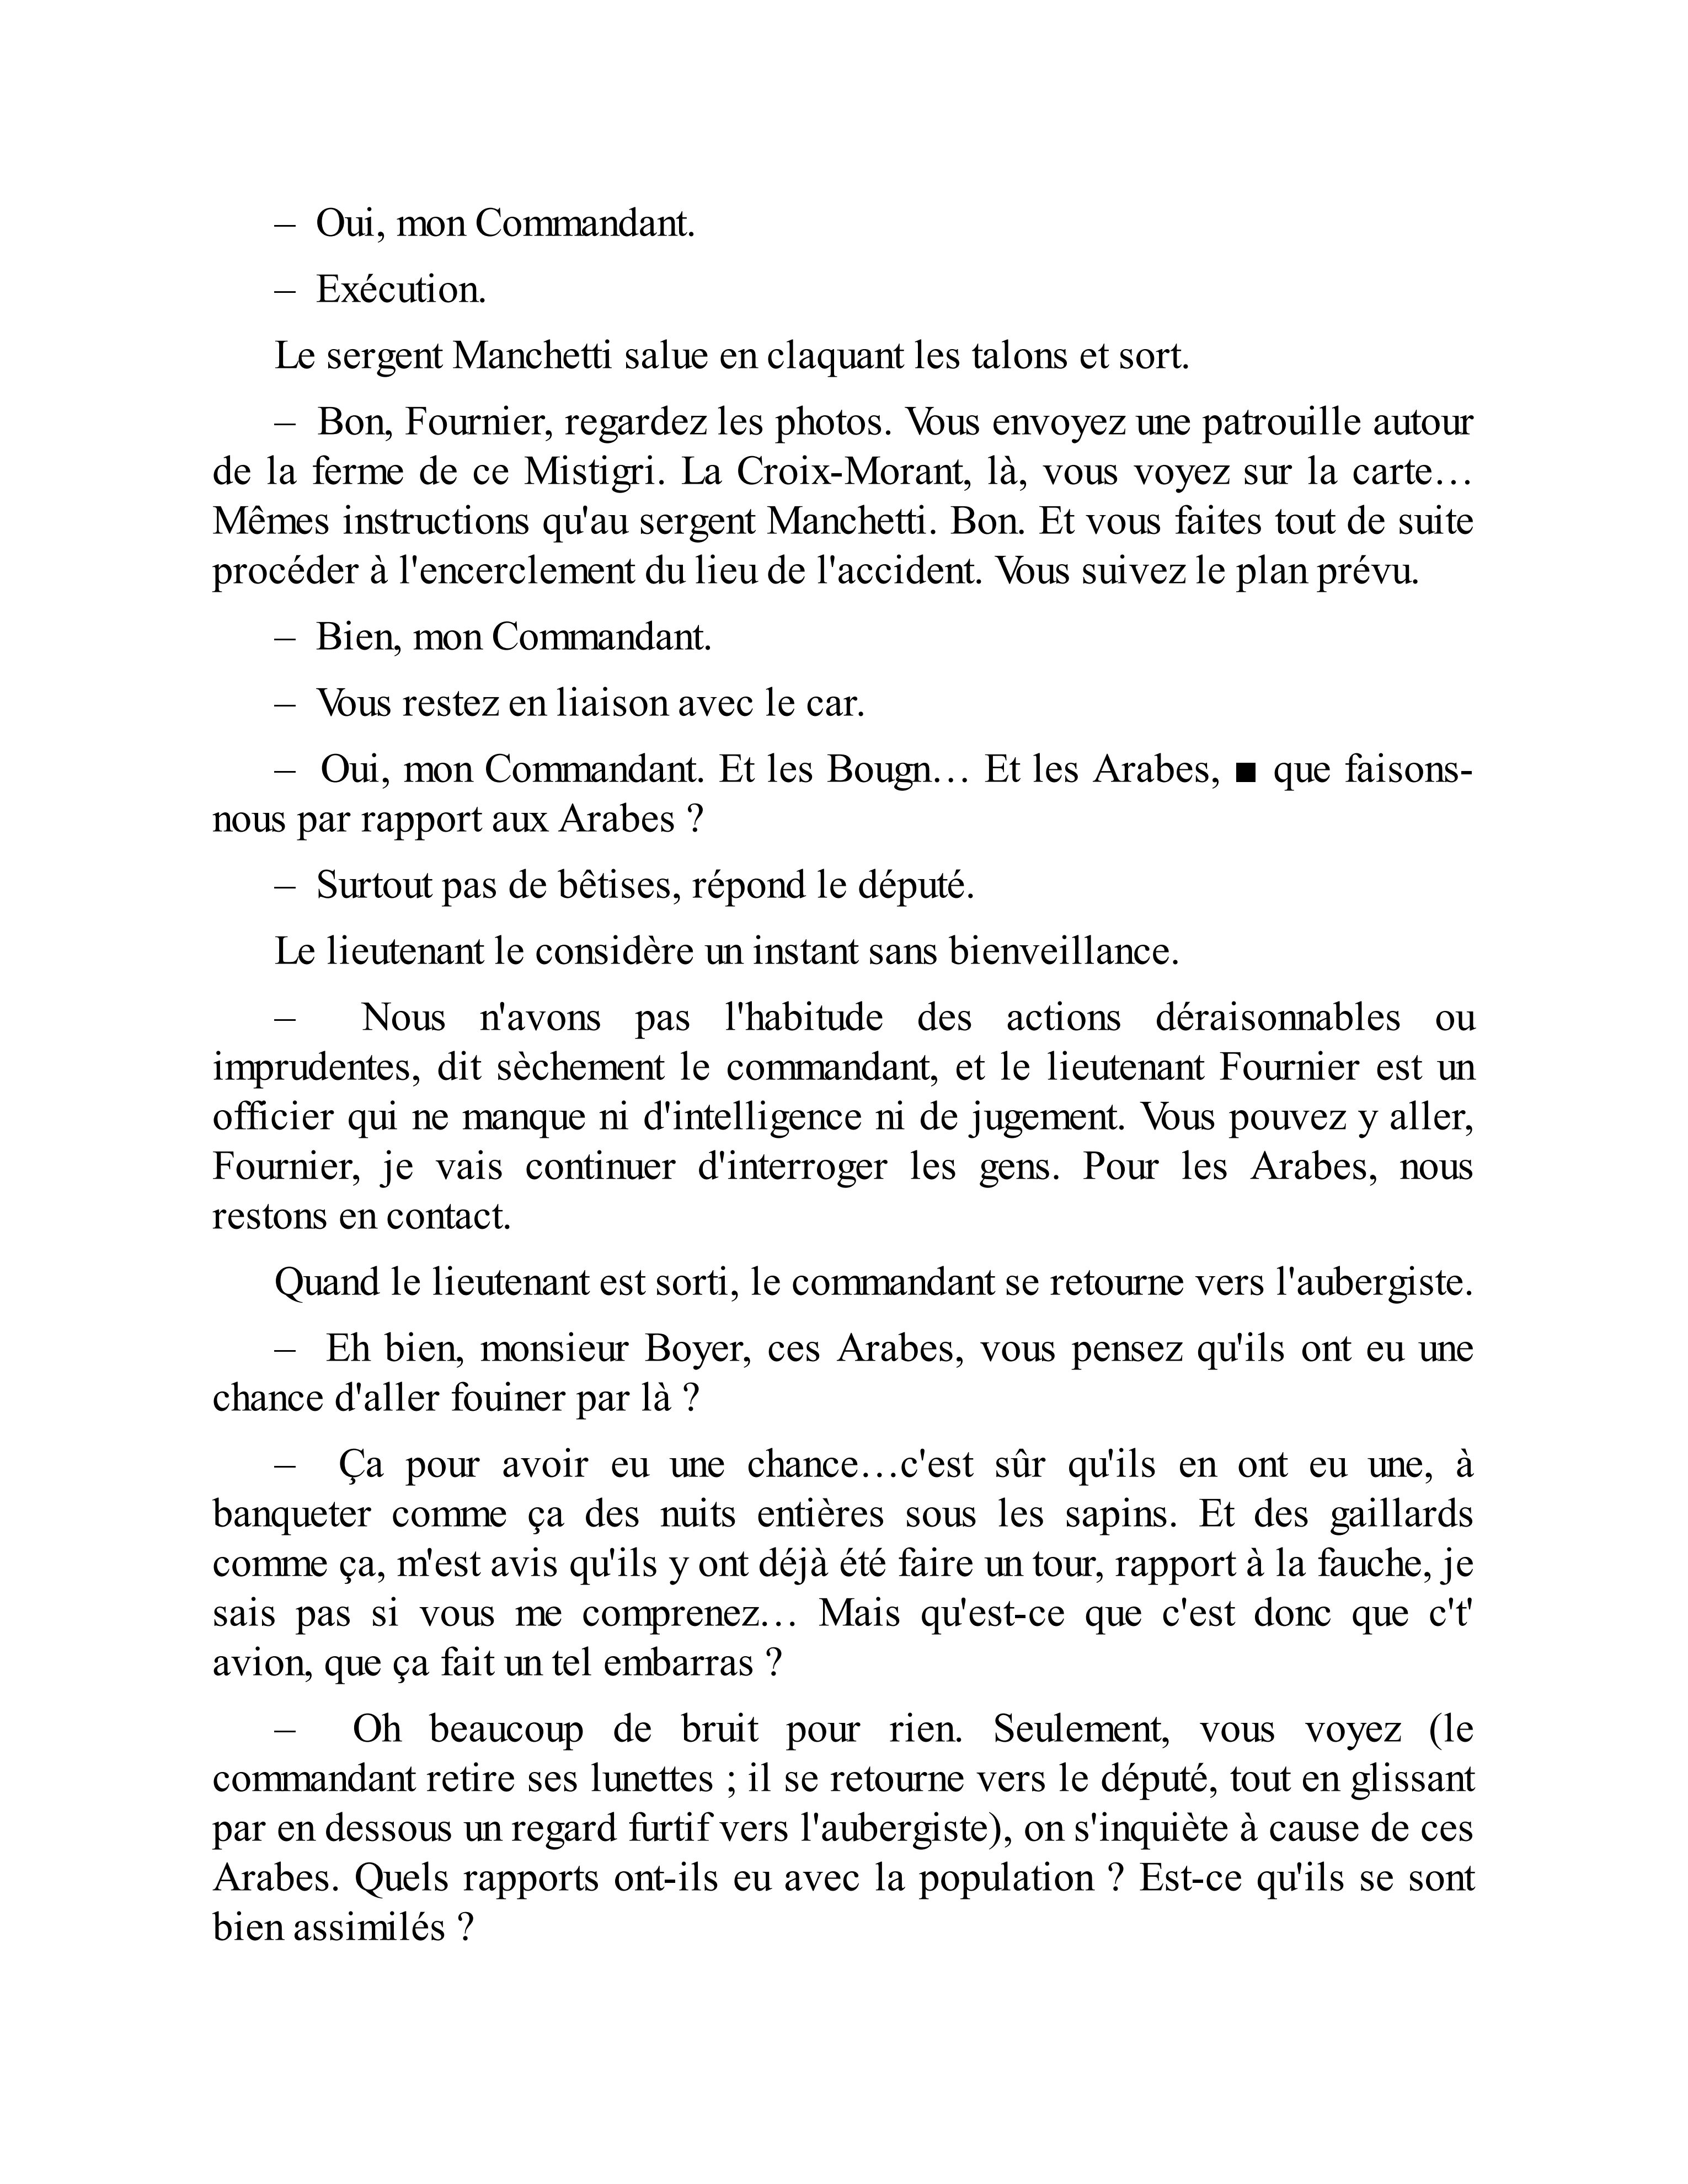 – Oui, mon Commandant.
– Exécution.
Le sergent Manchetti salue en claquant les talons et sort.
– Bon, Fournier, regardez les photos. Vous envoyez une patrouille autour
de la ferme de ce Mistigri. La Croix-Morant, là, vous voyez sur la carte…
Mêmes instructions qu'au sergent Manchetti. Bon. Et vous faites tout de suite
procéder à l'encerclement du lieu de l'accident. Vous suivez le plan prévu.
– Bien, mon Commandant.
– Vous restez en liaison avec le car.
– Oui, mon Commandant. Et les Bougn… Et les Arabes, ■ que faisons-
nous par rapport aux Arabes ?
– Surtout pas de bêtises, répond le député.
Le lieutenant le considère un instant sans bienveillance.
– Nous n'avons pas l'habitude des actions déraisonnables ou
imprudentes, dit sèchement le commandant, et le lieutenant Fournier est un
officier qui ne manque ni d'intelligence ni de jugement. Vous pouvez y aller,
Fournier, je vais continuer d'interroger les gens. Pour les Arabes, nous
restons en contact.
Quand le lieutenant est sorti, le commandant se retourne vers l'aubergiste.
– Eh bien, monsieur Boyer, ces Arabes, vous pensez qu'ils ont eu une
chance d'aller fouiner par là ?
– Ça pour avoir eu une chance…c'est sûr qu'ils en ont eu une, à
banqueter comme ça des nuits entières sous les sapins. Et des gaillards
comme ça, m'est avis qu'ils y ont déjà été faire un tour, rapport à la fauche, je
sais pas si vous me comprenez… Mais qu'est-ce que c'est donc que c't'
avion, que ça fait un tel embarras ?
– Oh beaucoup de bruit pour rien. Seulement, vous voyez (le
commandant retire ses lunettes ; il se retourne vers le député, tout en glissant
par en dessous un regard furtif vers l'aubergiste), on s'inquiète à cause de ces
Arabes. Quels rapports ont-ils eu avec la population ? Est-ce qu'ils se sont
bien assimilés ?